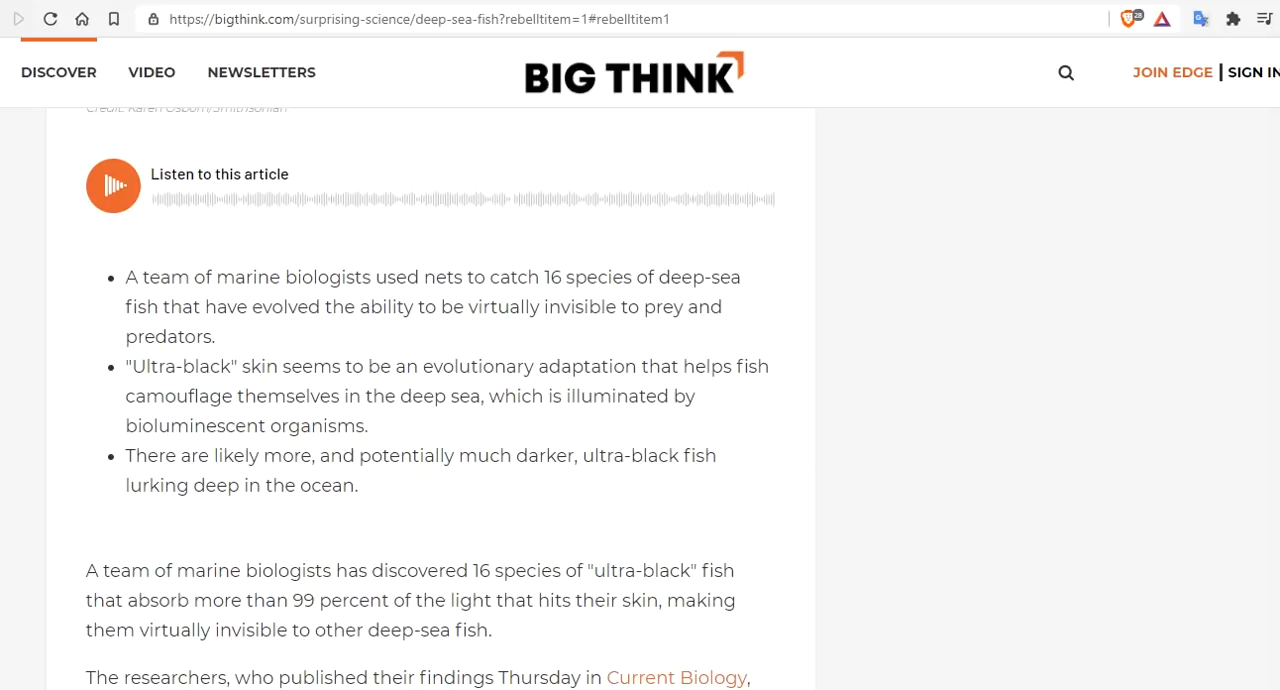 https://bigthink.com/surprising-science/deep-sea-fish?rebelltitem=1#rebelltitem1
28
DISCOVER VIDEO NEWSLETTERS BIG THINK JOIN EDGE | SIGN IN
Credit: Karen Osborn/Smithsonian
Listen to this article
• A team of marine biologists used nets to catch 16 species of deep-sea
fish that have evolved the ability to be virtually invisible to prey and
predators.
• "Ultra-black" skin seems to be an evolutionary adaptation that helps fish
camouflage themselves in the deep sea, which is illuminated by
bioluminescent organisms.
• There are likely more, and potentially much darker, ultra-black fish
lurking deep in the ocean.
A team of marine biologists has discovered 16 species of "ultra-black" fish
that absorb more than 99 percent of the light that hits their skin, making
them virtually invisible to other deep-sea fish.
The researchers, who published their findings Thursday in Current Biology,